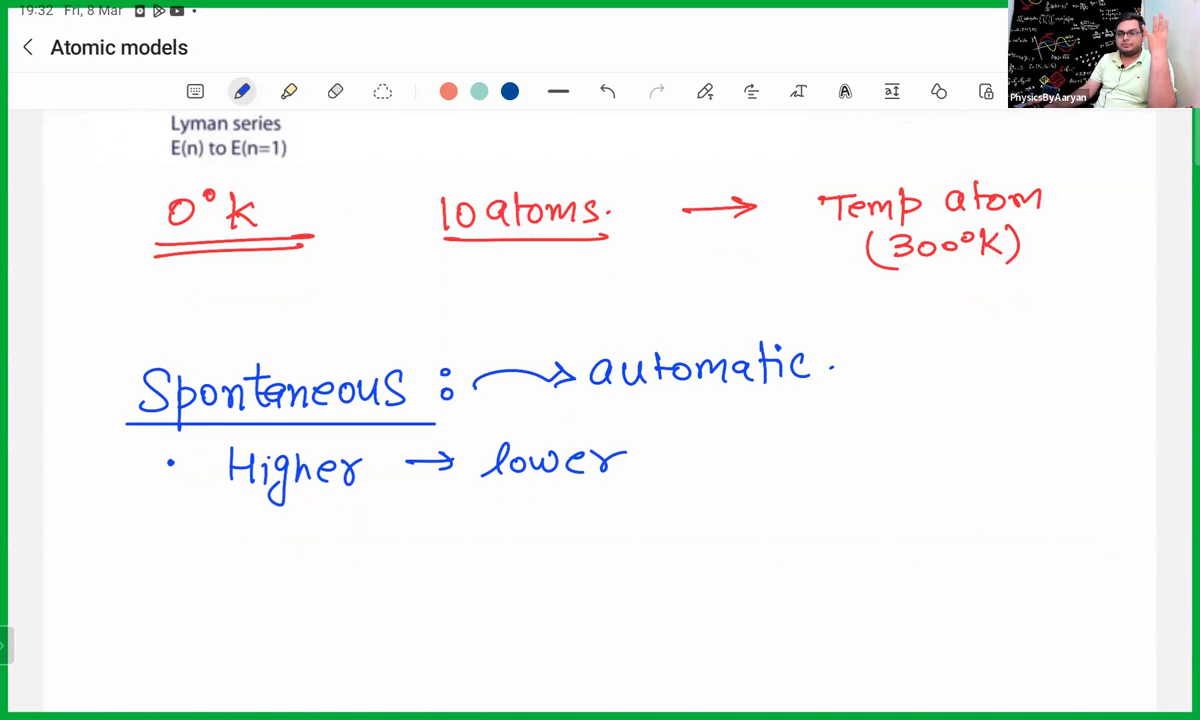 19:32 Fri, 8 Mar
Atomic models
PhysicsByAaryan
Lyman series
E(n) to E(n=1)
0°K 10 atoms. → Temp atom
(300°K)
Spontaneous : → automatic.
• Higher → lower